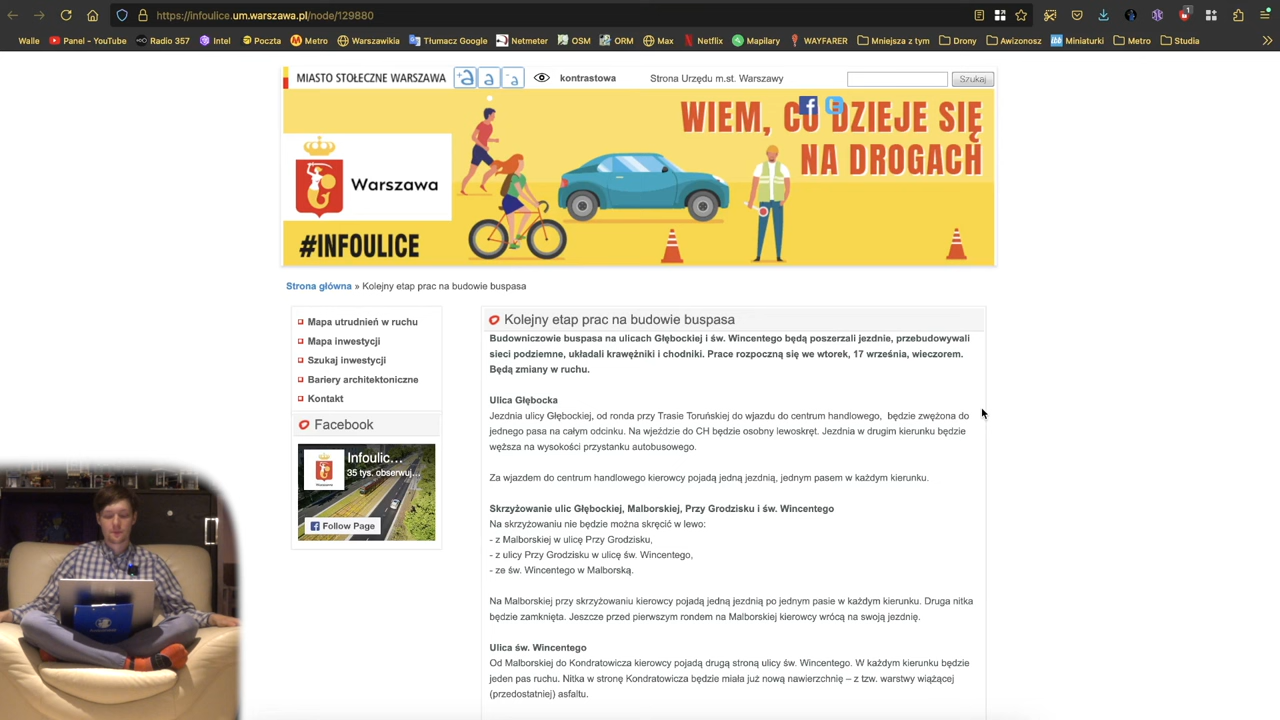 https://infoulice.um.warszawa.pl/node/129880
1
Walle Panel - YouTube Radio 357 Intel Poczta Metro Warszawikia Tłumacz Google Netmeter OSM ORM Max Netflix Mapilary WAYFARER Mniejsza z tym Drony Awizonosz Miniaturki Metro Studia
MIASTO STOŁECZNE WARSZAWA +a a -a kontrastowa Strona Urzędu m.st. Warszawy Szukaj
WIEM, CO DZIEJE SIĘ
NA DROGACH
Warszawa
#INFOULICE
Strona główna » Kolejny etap prac na budowie buspasa
Mapa utrudnień w ruchu
Mapa inwestycji
Szukaj inwestycji
Bariery architektoniczne
Kontakt
Facebook
Infoulic...
35 tys. obserwuj...
Follow Page
Kolejny etap prac na budowie buspasa
Budowniczowie buspasa na ulicach Głębockiej i św. Wincentego będą poszerzali jezdnie, przebudowywali
sieci podziemne, układali krawężniki i chodniki. Prace rozpoczną się we wtorek, 17 września, wieczorem.
Będą zmiany w ruchu.
Ulica Głębocka
Jezdnia ulicy Głębockiej, od ronda przy Trasie Toruńskiej do wjazdu do centrum handlowego, będzie zwężona do
jednego pasa na całym odcinku. Na wjeździe do CH będzie osobny lewoskręt. Jezdnia w drugim kierunku będzie
węższa na wysokości przystanku autobusowego.
Za wjazdem do centrum handlowego kierowcy pojadą jedną jezdnią, jednym pasem w każdym kierunku.
Skrzyżowanie ulic Głębockiej, Malborskiej, Przy Grodzisku i św. Wincentego
Na skrzyżowaniu nie będzie można skręcić w lewo:
- z Malborskiej w ulicę Przy Grodzisku,
- z ulicy Przy Grodzisku w ulicę św. Wincentego,
- ze św. Wincentego w Malborską.
Na Malborskiej przy skrzyżowaniu kierowcy pojadą jedną jezdnią po jednym pasie w każdym kierunku. Druga nitka
będzie zamknięta. Jeszcze przed pierwszym rondem na Malborskiej kierowcy wrócą na swoją jezdnię.
Ulica św. Wincentego
Od Malborskiej do Kondratowicza kierowcy pojadą drugą stroną ulicy św. Wincentego. W każdym kierunku będzie
jeden pas ruchu. Nitka w stronę Kondratowicza będzie miała już nową nawierzchnię – z tzw. warstwy wiążącej
(przedostatniej) asfaltu.